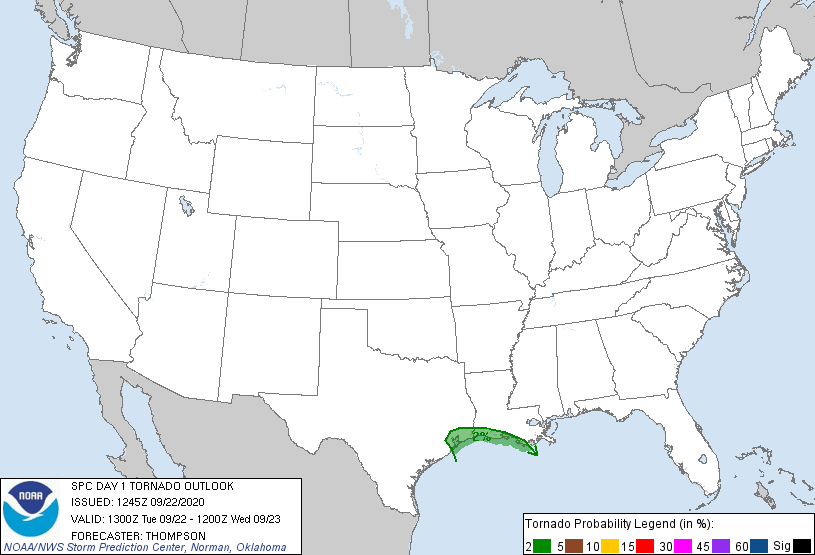 2%
SPC DAY 1 TORNADO OUTLOOK
ISSUED: 1245Z 09/22/2020
VALID: 1300Z Tue 09/22 - 1200Z Wed 09/23
FORECASTER: THOMPSON
NOAA/NWS Storm Prediction Center, Norman, Oklahoma
NOAA
Tornado Probability Legend (in %):
2 5 10 15 30 45 60 Sig